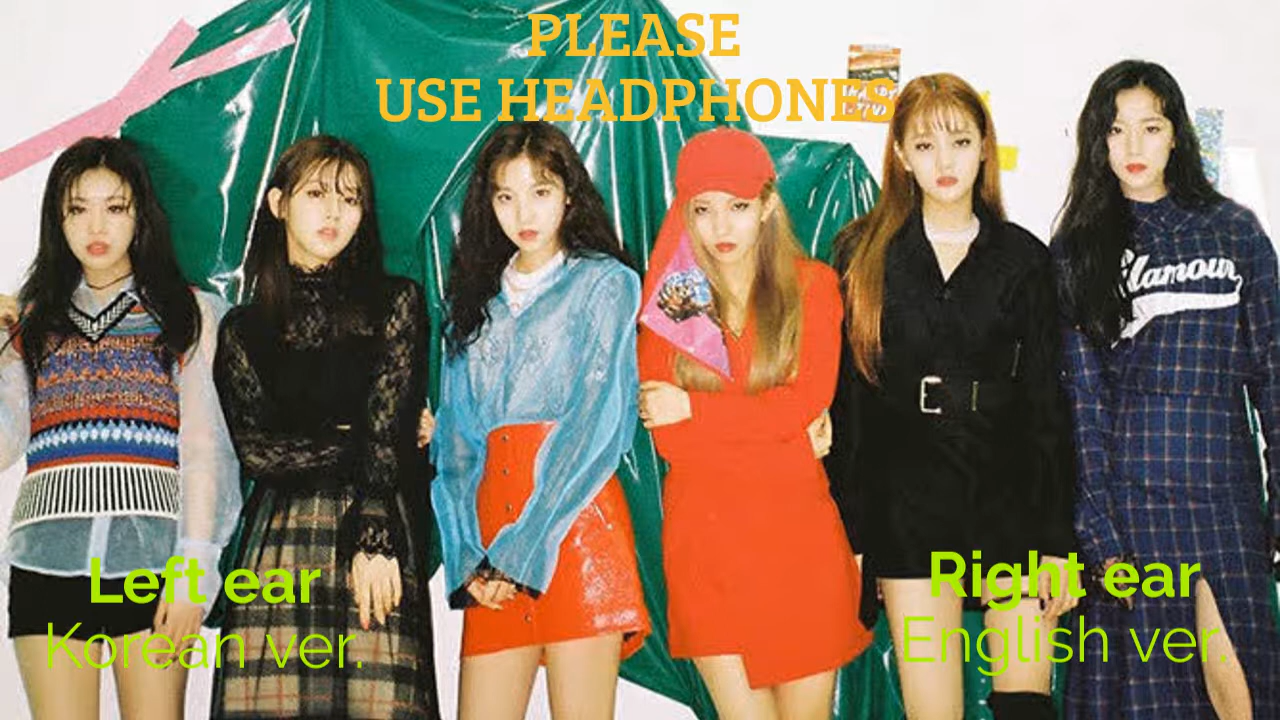 PLEASE
USE HEADPHONES
Glamour
Left ear
Korean ver.
Right ear
English ver.